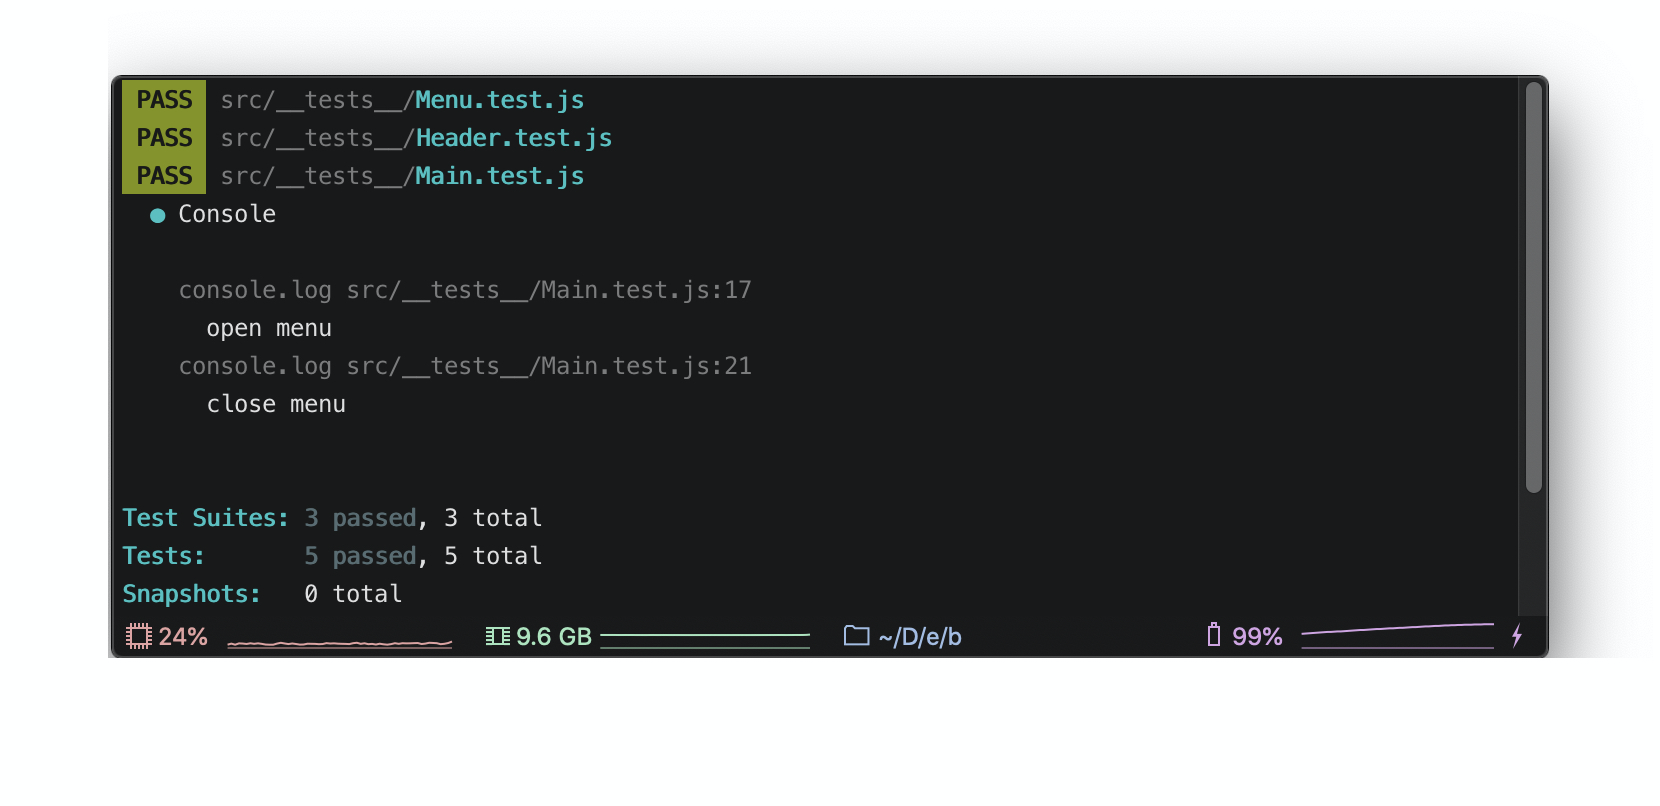 PASS src/__tests__/Menu.test.js
PASS src/__tests__/Header.test.js
PASS src/__tests__/Main.test.js
● Console
console.log src/__tests__/Main.test.js:17
open menu
console.log src/__tests__/Main.test.js:21
close menu
Test Suites: 3 passed, 3 total
Tests: 5 passed, 5 total
Snapshots: 0 total
24% 9.6 GB ~/D/e/b 99%